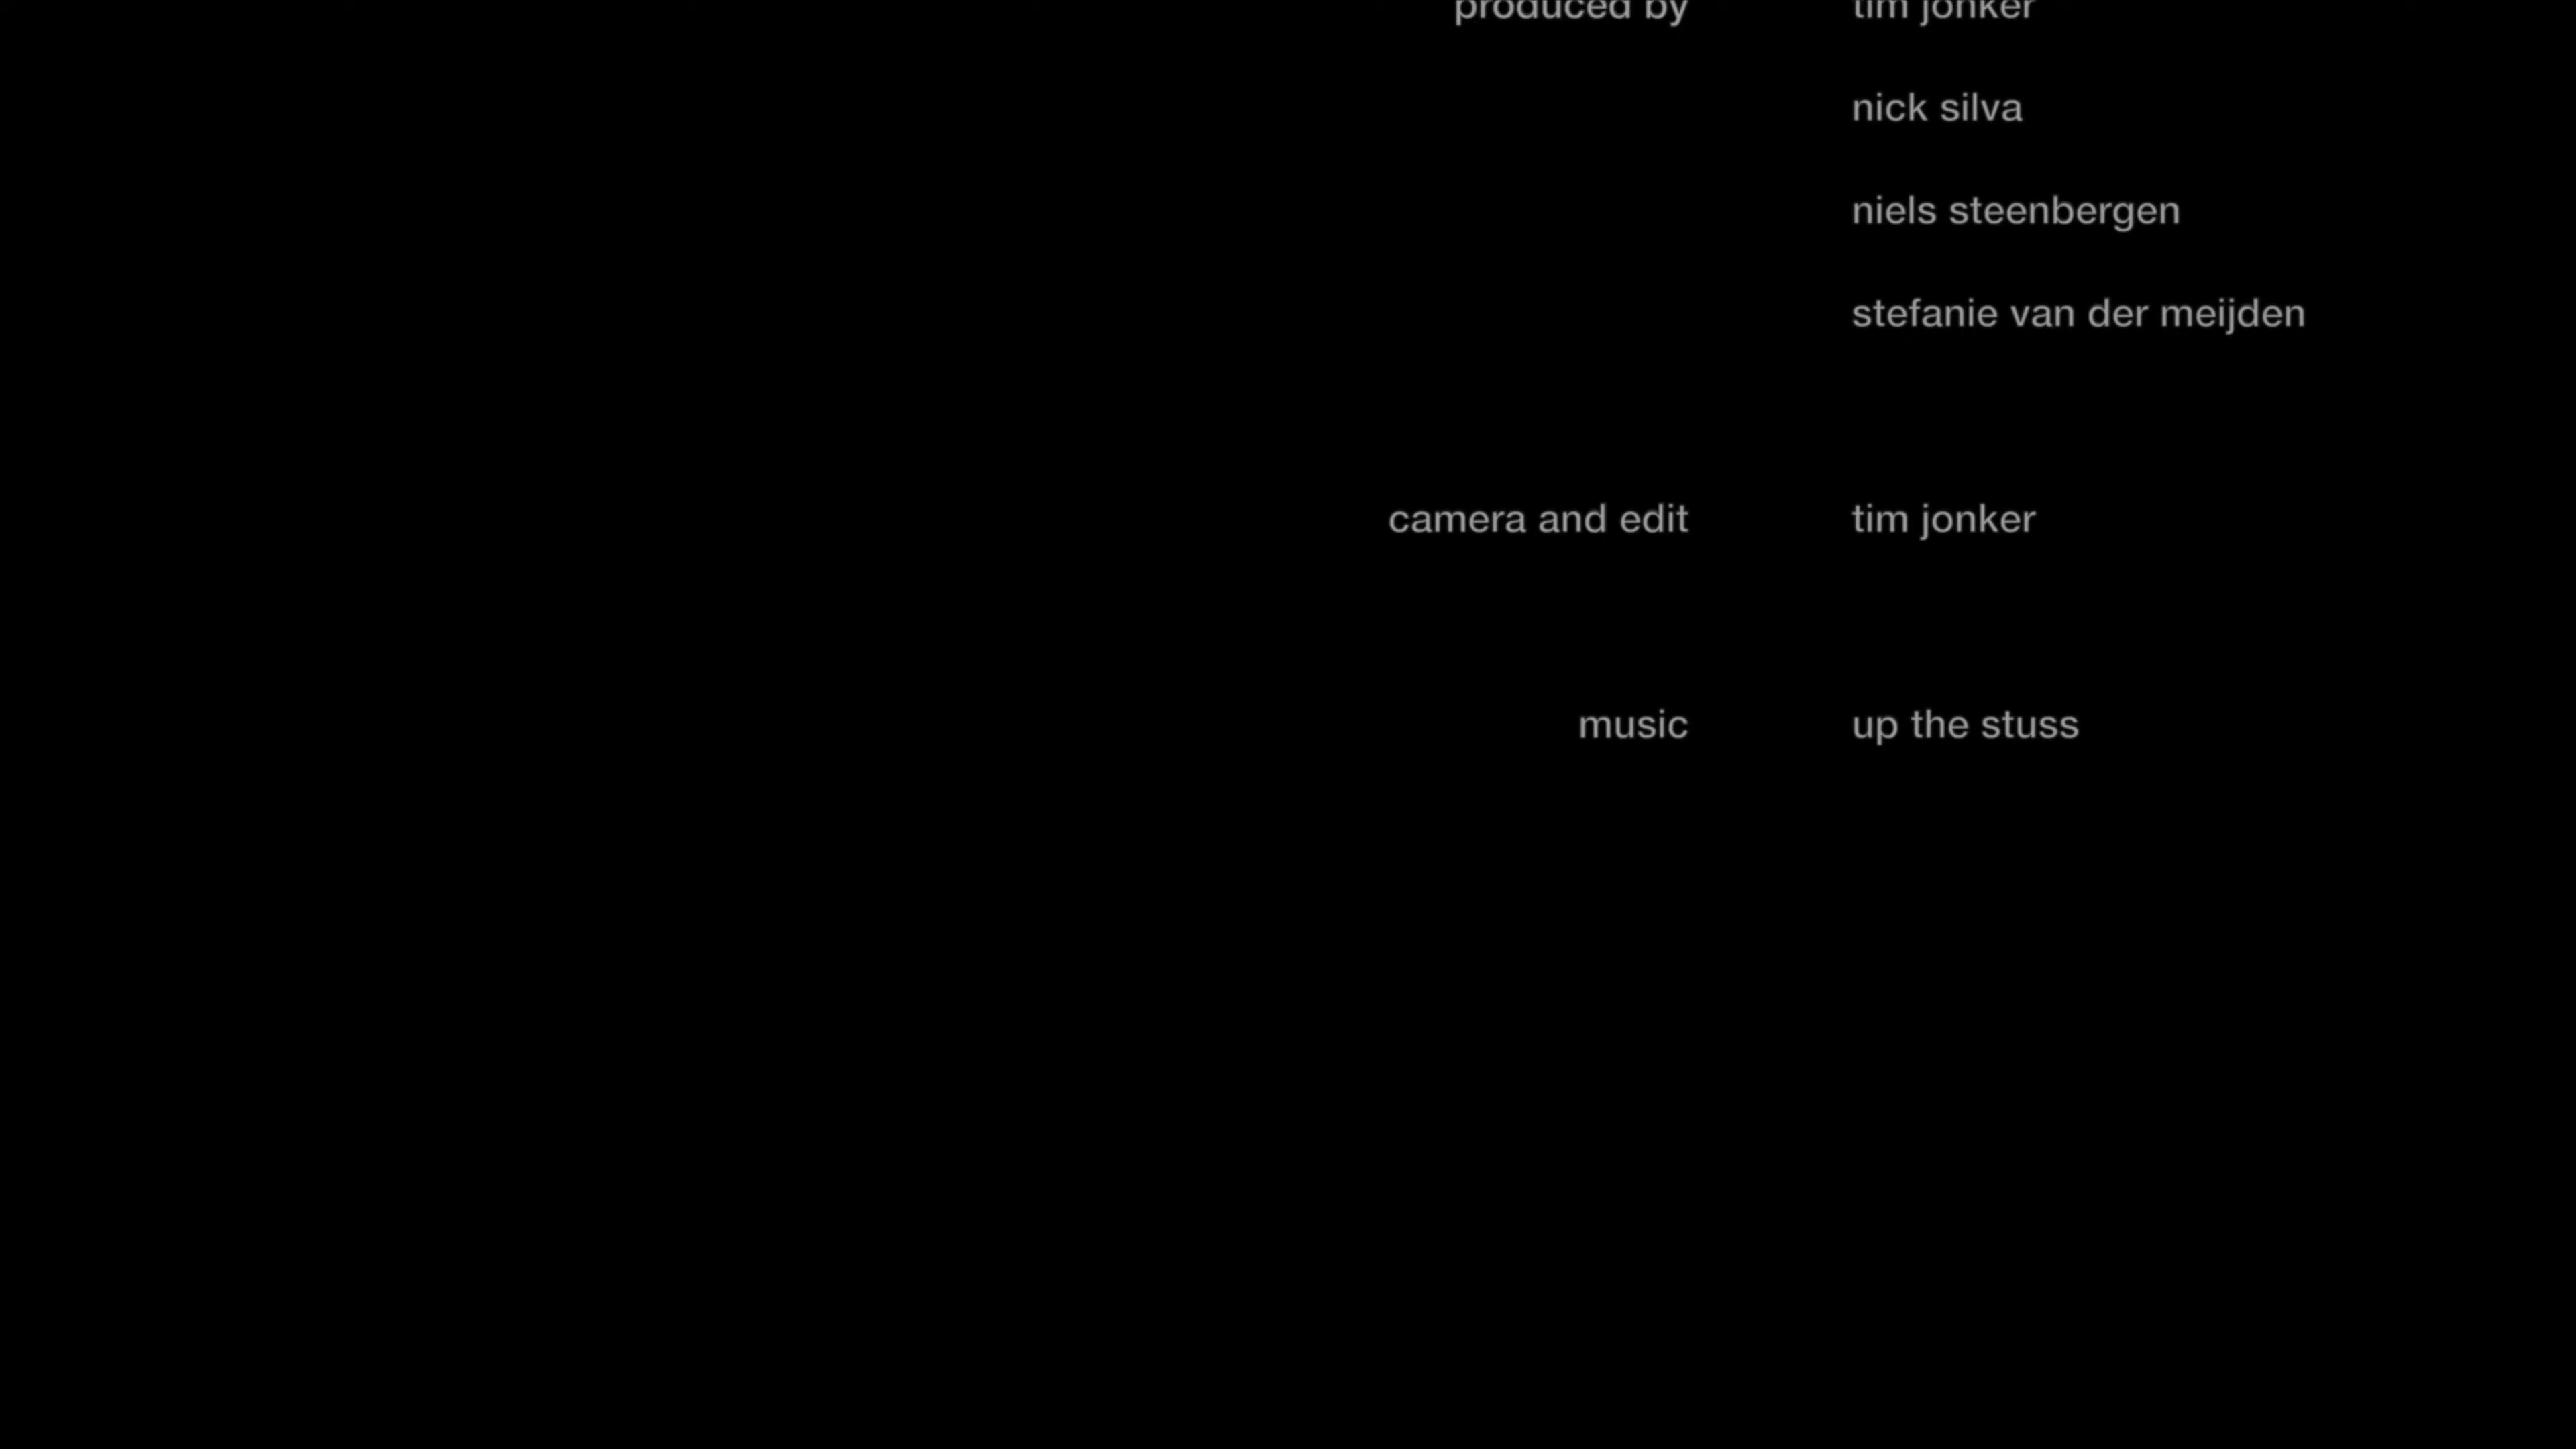 produced by tim jonker
nick silva
niels steenbergen
stefanie van der meijden
camera and edit tim jonker
music up the stuss